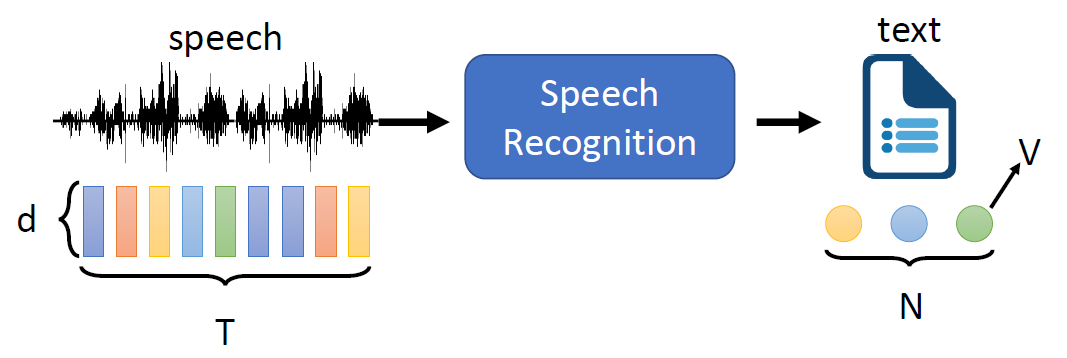 speech
Speech
Recognition
text
V
d
T
N